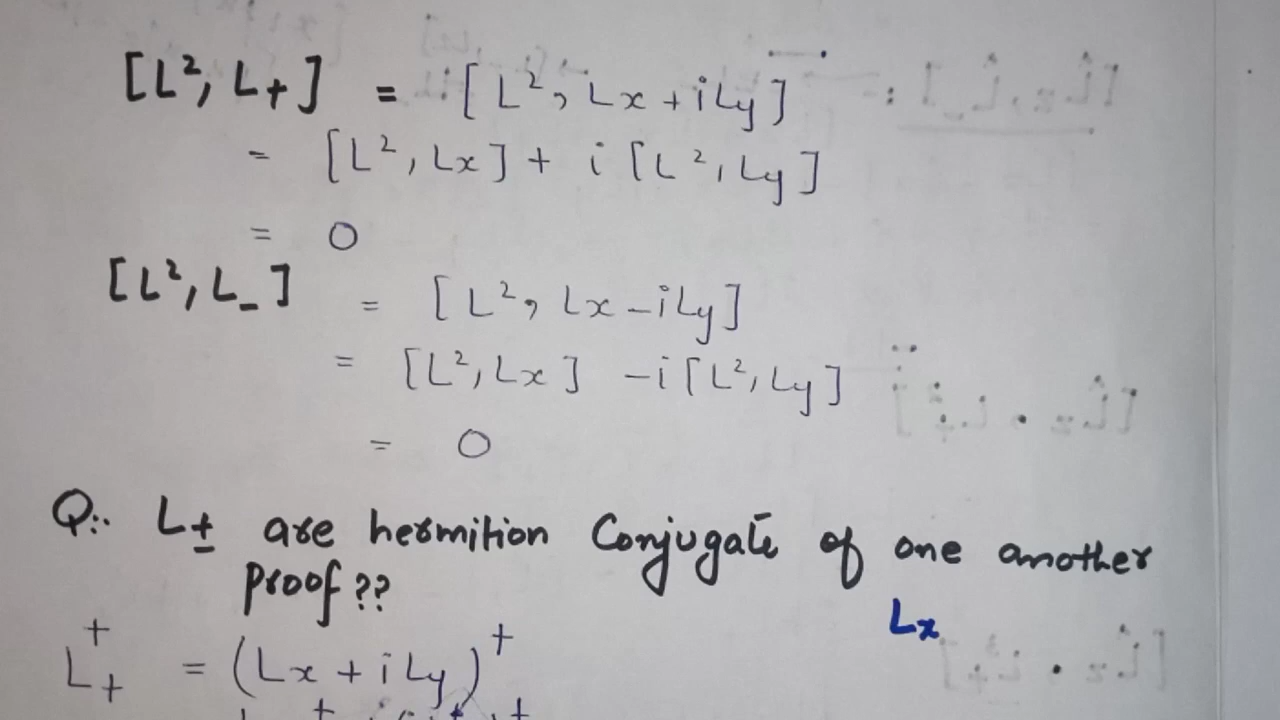 [L², L+] = [L², Lx + iLy]
= [L², Lx] + i [L², Ly]
= 0
[L², L-] = [L², Lx - iLy]
= [L², Lx] - i [L², Ly]
= 0
Q:. L± are hermition Conjugate of one another
proof??
Lx
L+† = (Lx + iLy)†